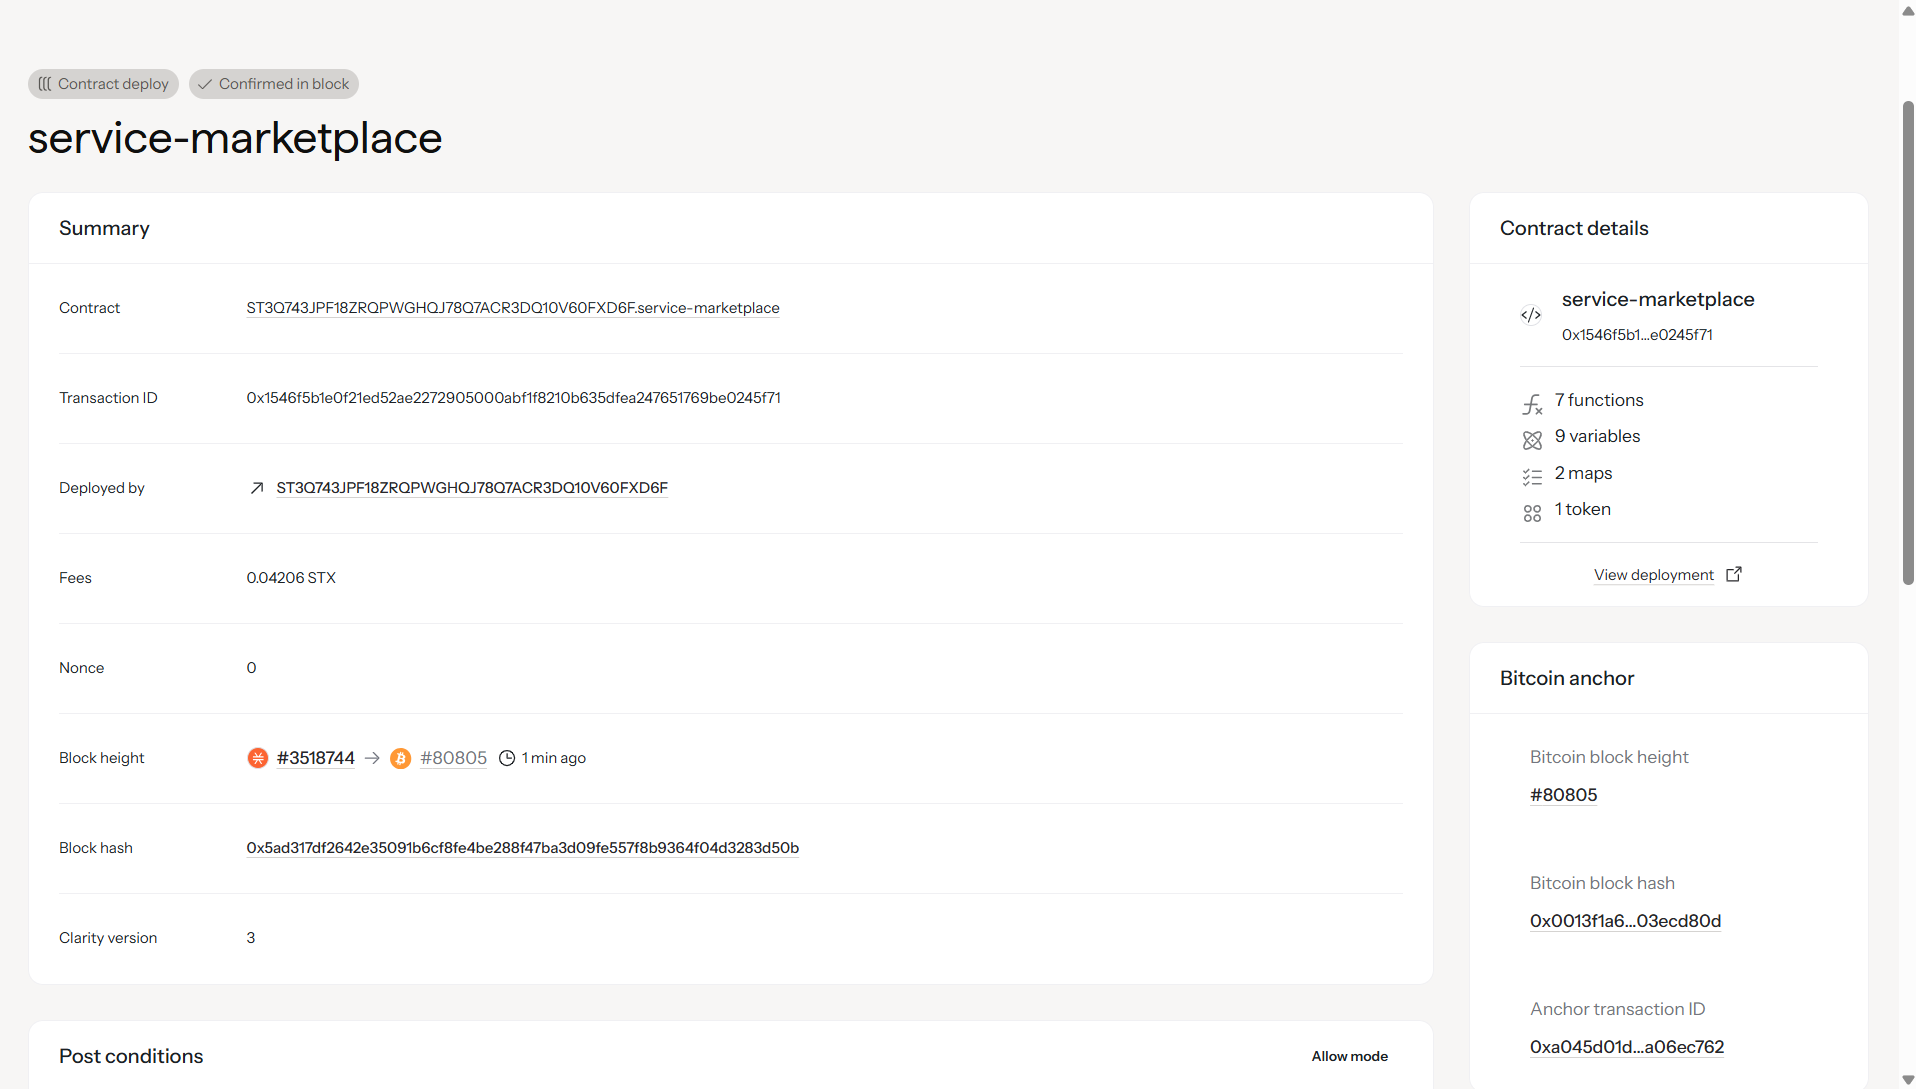 Contract deploy
Confirmed in block
service-marketplace
Summary
Contract
ST3Q743JPF18ZRQPWGHQJ78Q7ACR3DQ10V60FXD6F.service-marketplace
Transaction ID
0x1546f5b1e0f21ed52ae2272905000abf1f8210b635dfea247651769be0245f71
Deployed by
ST3Q743JPF18ZRQPWGHQJ78Q7ACR3DQ10V60FXD6F
Fees
0.04206 STX
Nonce
0
Block height
#3518744
#80805
1 min ago
Block hash
0x5ad317df2642e35091b6cf8fe4be288f47ba3d09fe557f8b9364f04d3283d50b
Clarity version
3
Post conditions
Allow mode
Contract details
service-marketplace
0x1546f5b1...e0245f71
7 functions
9 variables
2 maps
1 token
View deployment
Bitcoin anchor
Bitcoin block height
#80805
Bitcoin block hash
0x0013f1a6...03ecd80d
Anchor transaction ID
0xa045d01d...a06ec762